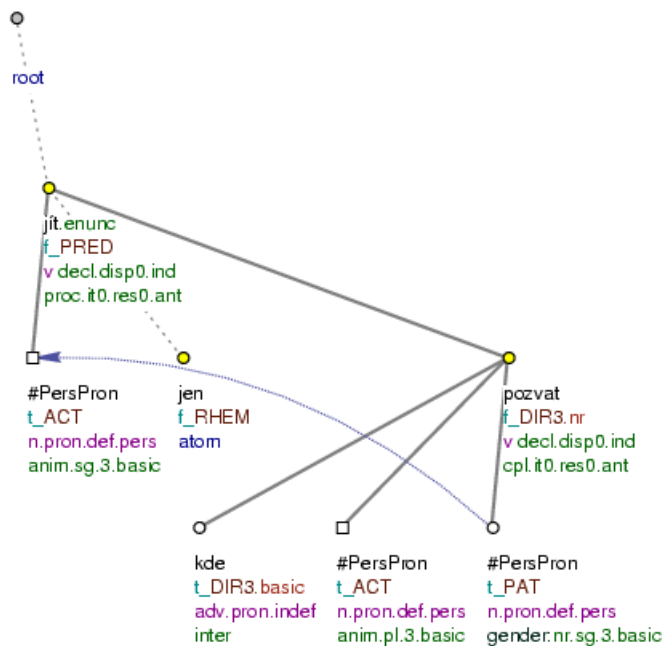 root
jít.enunc
f_PRED
v decl.disp0.ind
proc.it0.res0.ant
#PersPron
t_ACT
n.pron.def.pers
anim.sg.3.basic
jen
f_RHEM
atom
pozvat
f_DIR3.nr
v decl.disp0.ind
cpl.it0.res0.ant
kde
t_DIR3.basic
adv.pron.indef
inter
#PersPron
t_ACT
n.pron.def.pers
anim.pl.3.basic
#PersPron
t_PAT
n.pron.def.pers
gender:nr.sg.3.basic